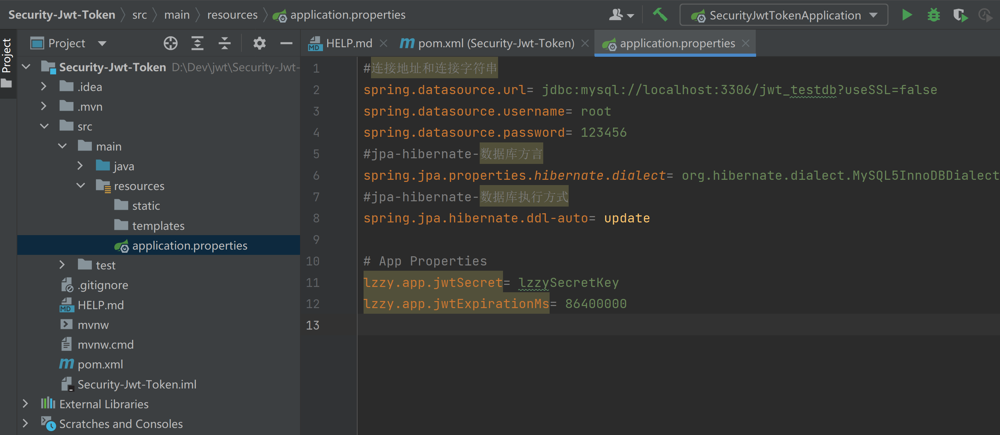 Security-Jwt-Token src main resources application.properties SecurityJwtTokenApplication
Project
Project
HELP.md pom.xml (Security-Jwt-Token) application.properties
Security-Jwt-Token D:\Dev\jwt\Security-Jwt-
.idea
.mvn
src
main
java
resources
static
templates
application.properties
test
.gitignore
MD HELP.md
mvnw
mvnw.cmd
pom.xml
Security-Jwt-Token.iml
External Libraries
Scratches and Consoles
1 #连接地址和连接字符串
2 spring.datasource.url= jdbc:mysql://localhost:3306/jwt_testdb?useSSL=false
3 spring.datasource.username= root
4 spring.datasource.password= 123456
5 #jpa-hibernate-数据库方言
6 spring.jpa.properties.hibernate.dialect= org.hibernate.dialect.MySQL5InnoDBDialect
7 #jpa-hibernate-数据库执行方式
8 spring.jpa.hibernate.ddl-auto= update
9
10 # App Properties
11 lzzy.app.jwtSecret= lzzySecretKey
12 lzzy.app.jwtExpirationMs= 86400000
13